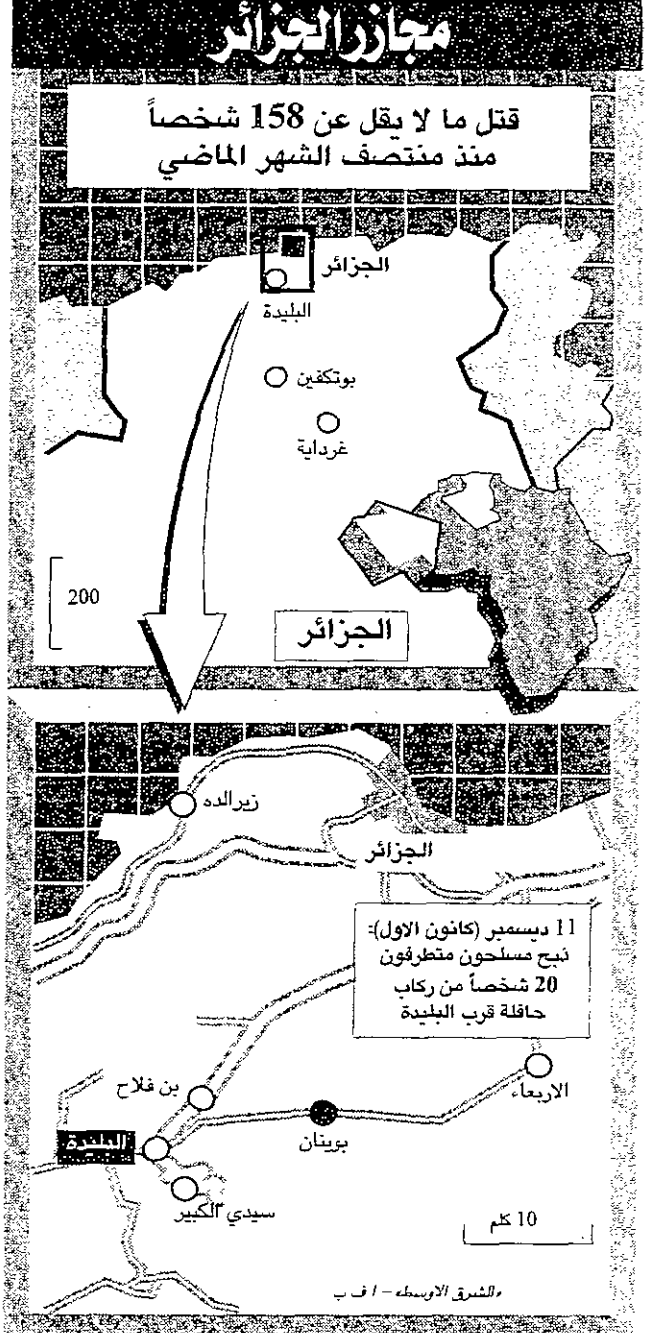 مجازر الجزائر
قتل ما لا يقل عن 158 شخصاً
منذ منتصف الشهر الماضي
الجزائر
البليدة
بوتكفين
غرداية
200
الجزائر
زيرالده
الجزائر
11 ديسمبر (كانون الاول):
ذبح مسلحون متطرفون
20 شخصاً من ركاب
حافلة قرب البليدة
الاربعاء
بن فلاح
بوينان
البليدة
سيدي الكبير
10 كلم
«الشرق الاوسط» - ا ف ب